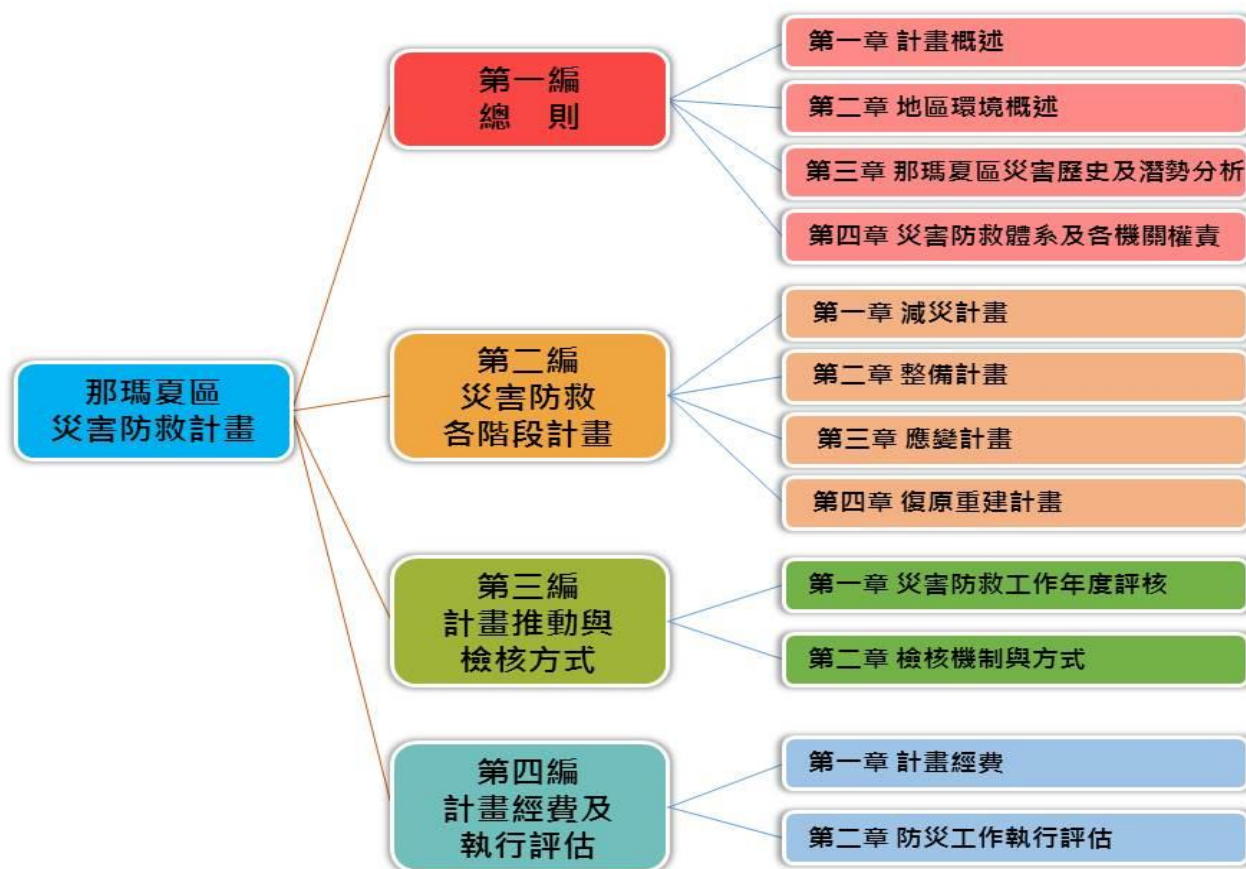 那瑪夏區
災害防救計畫
第一編
總　則
第一章 計畫概述
第二章 地區環境概述
第三章 那瑪夏區災害歷史及潛勢分析
第四章 災害防救體系及各機關權責
第二編
災害防救
各階段計畫
第一章 減災計畫
第二章 整備計畫
第三章 應變計畫
第四章 復原重建計畫
第三編
計畫推動與
檢核方式
第一章 災害防救工作年度評核
第二章 檢核機制與方式
第四編
計畫經費及
執行評估
第一章 計畫經費
第二章 防災工作執行評估